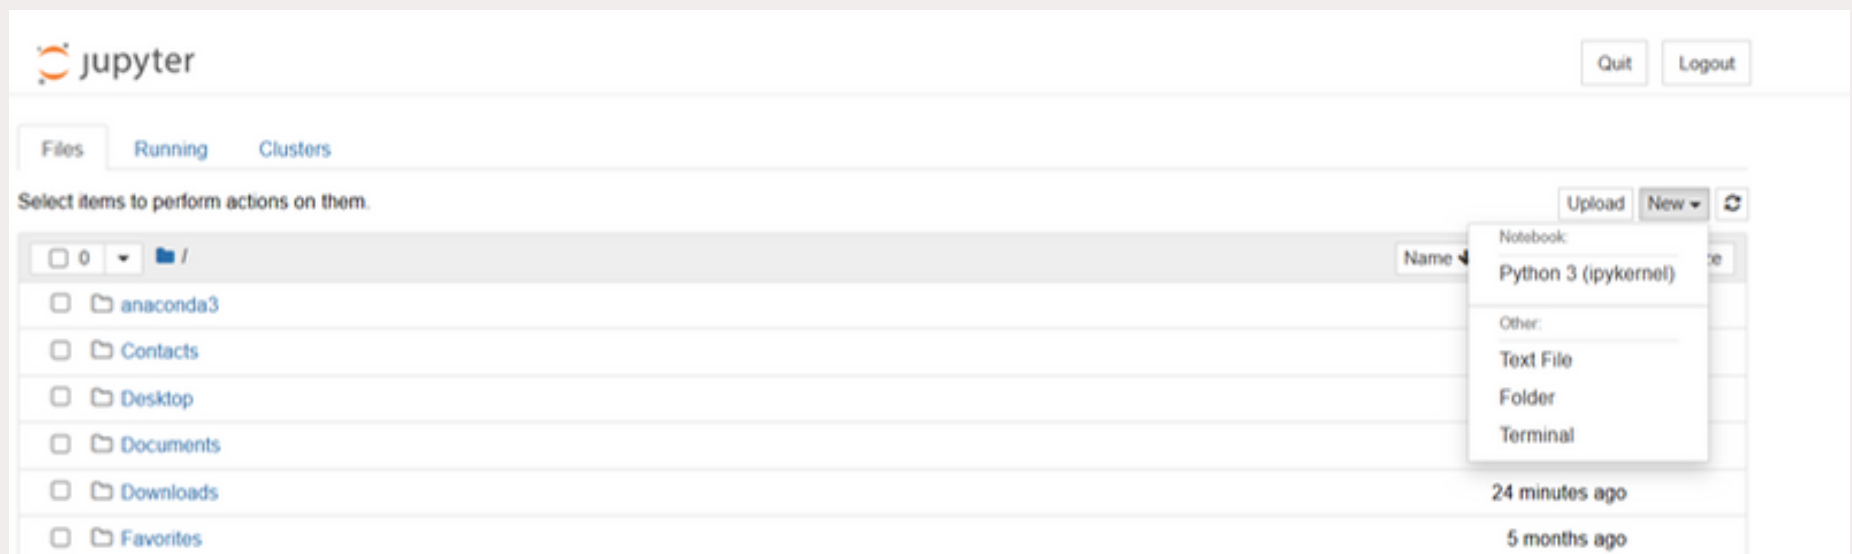 jupyter
Quit Logout
Files Running Clusters
Select items to perform actions on them.
Upload New
Notebook:
0 / Name
Python 3 (ipykernel)
anaconda3
Other:
Contacts
Text File
Desktop
Folder
Documents
Terminal
Downloads 24 minutes ago
Favorites 5 months ago